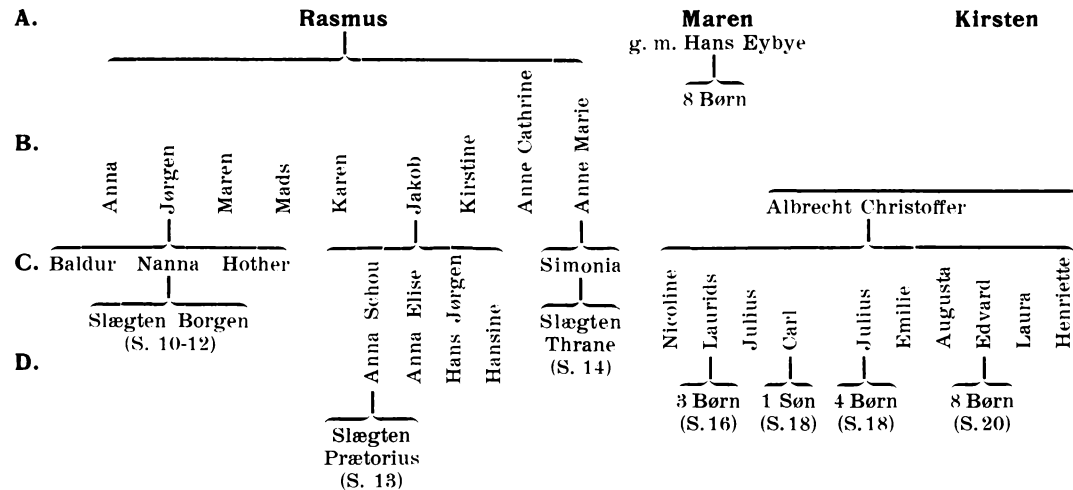 A. Rasmus Maren Kirsten
g. m. Hans Eybye
8 Børn
B. Anna Jørgen Maren Mads Karen Jakob Kirstine Anne Cathrine Anne Marie
Albrecht Christoffer
C. Baldur Nanna Hother Simonia
Anna Schou Anna Elise Hans Jørgen Hansine
Nicoline Laurids Julius Carl Julius Emilie Augusta Edvard Laura Henriette
Slægten Borgen
(S. 10-12)
Slægten
Thrane
(S. 14)
D.
3 Børn 1 Søn 4 Børn 8 Børn
(S. 16) (S. 18) (S. 18) (S. 20)
Slægten
Prætorius
(S. 13)